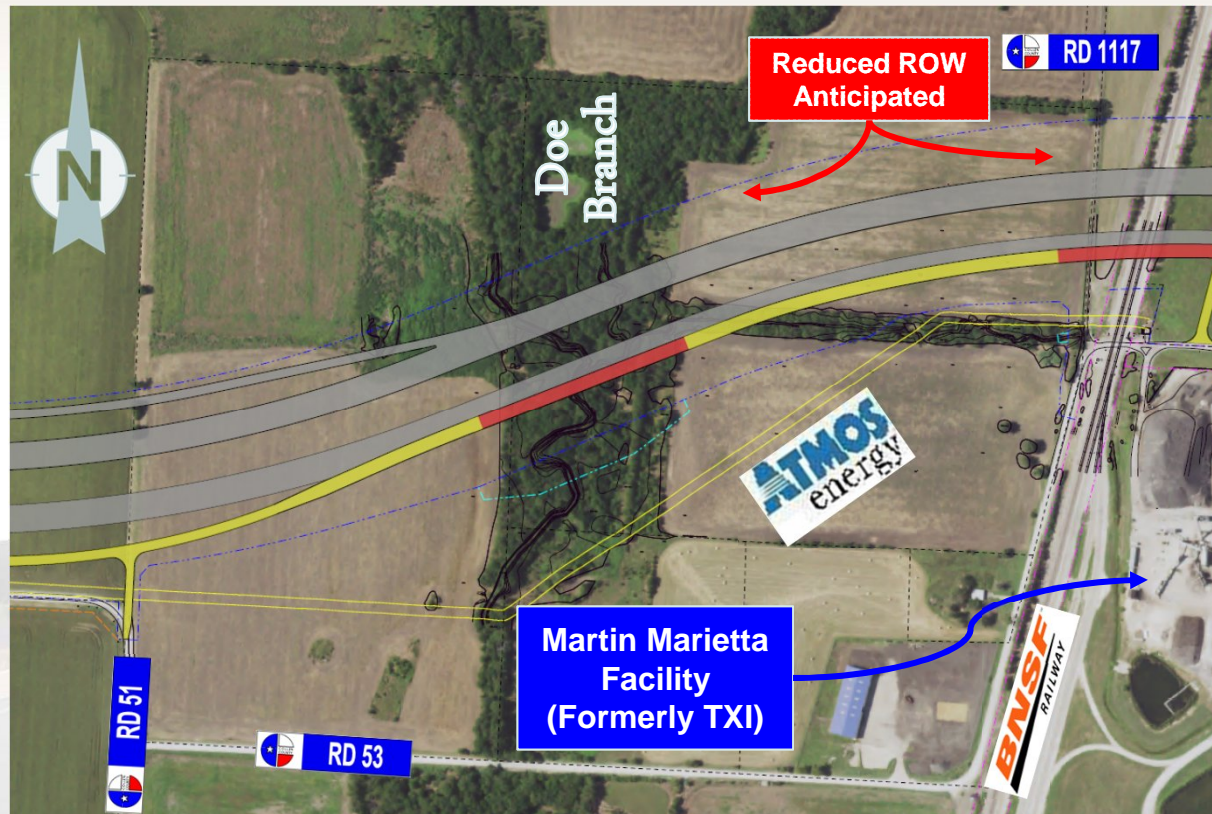 Reduced ROW
Anticipated
RD 1117
N
Doe
Branch
ATMOS
energy
Martin Marietta
Facility
(Formerly TXI)
BNSF
RAILWAY
RD 51
RD 53